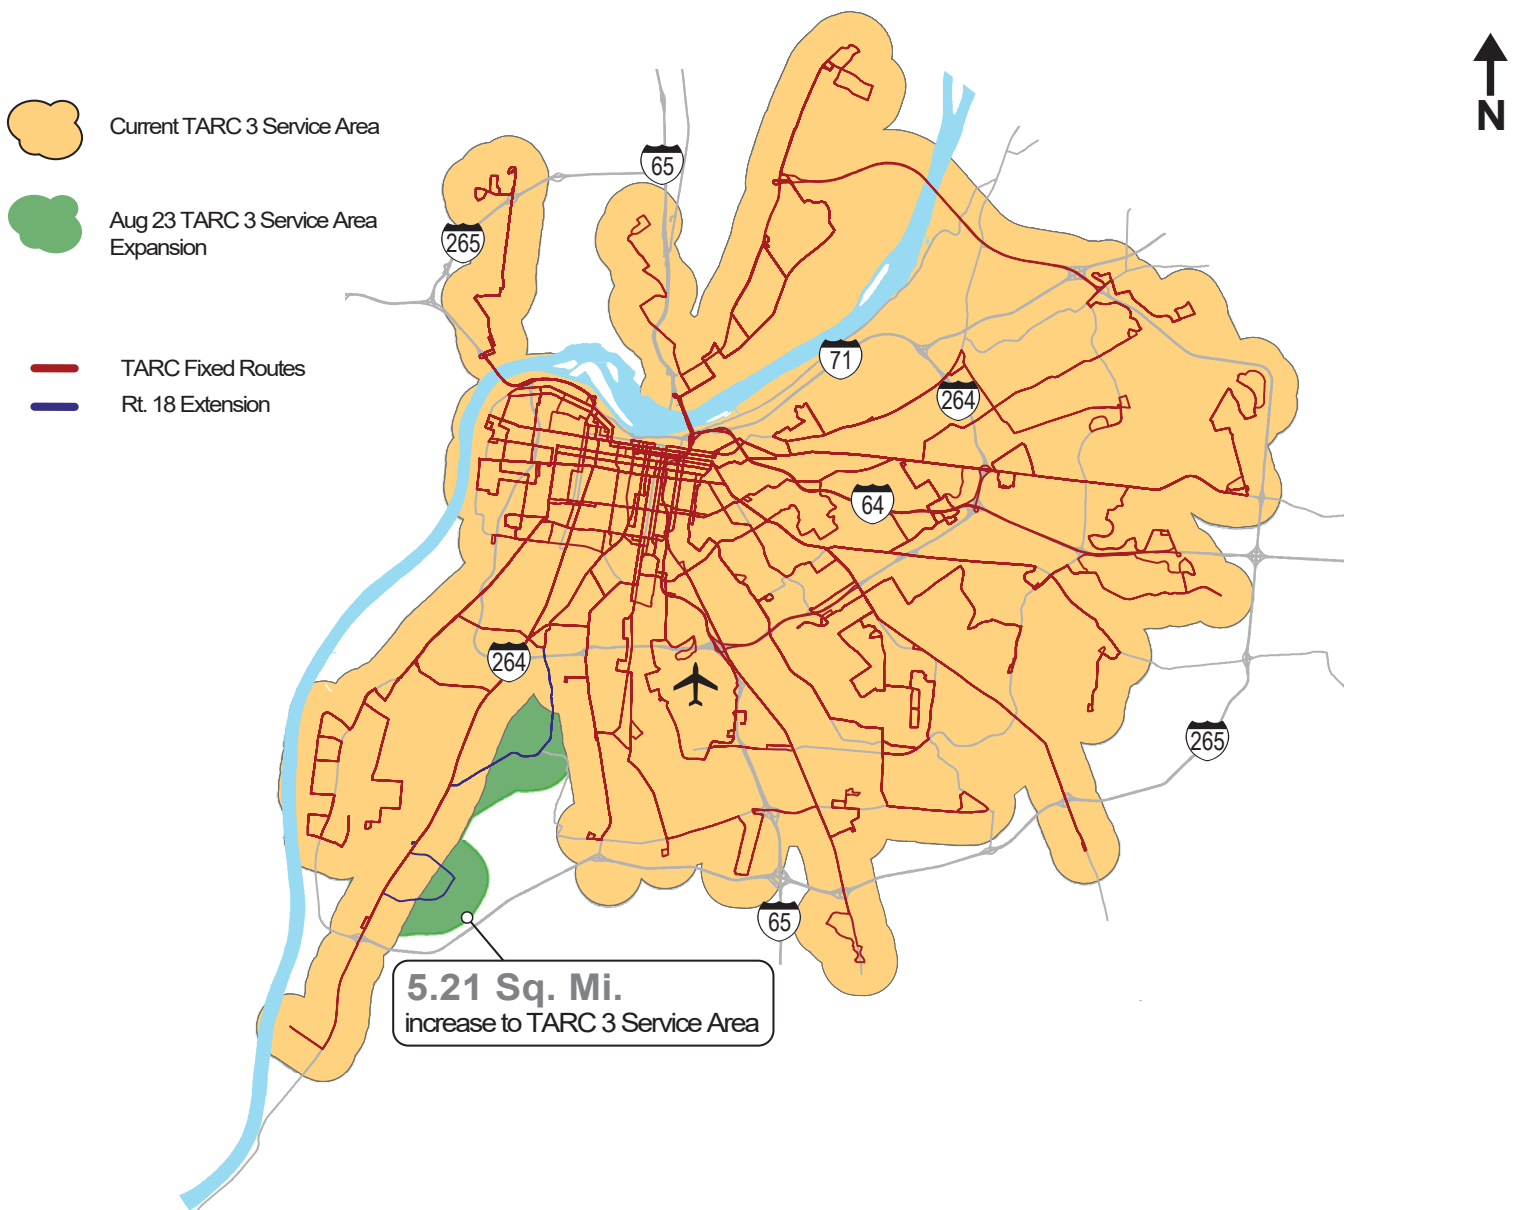 N
Current TARC 3 Service Area
Aug 23 TARC 3 Service Area
Expansion
TARC Fixed Routes
Rt. 18 Extension
65
265
71
264
64
264
265
65
5.21 Sq. Mi.
increase to TARC 3 Service Area